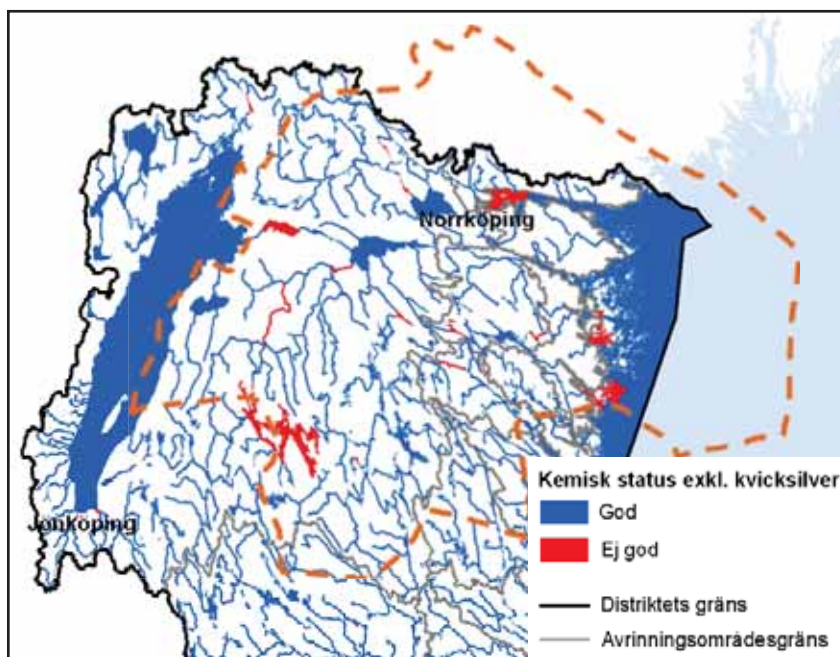 Norrköping
Jönköping
Kemisk status exkl. kvicksilver
God
Ej god
Distriktets gräns
Avrinningsområdesgräns